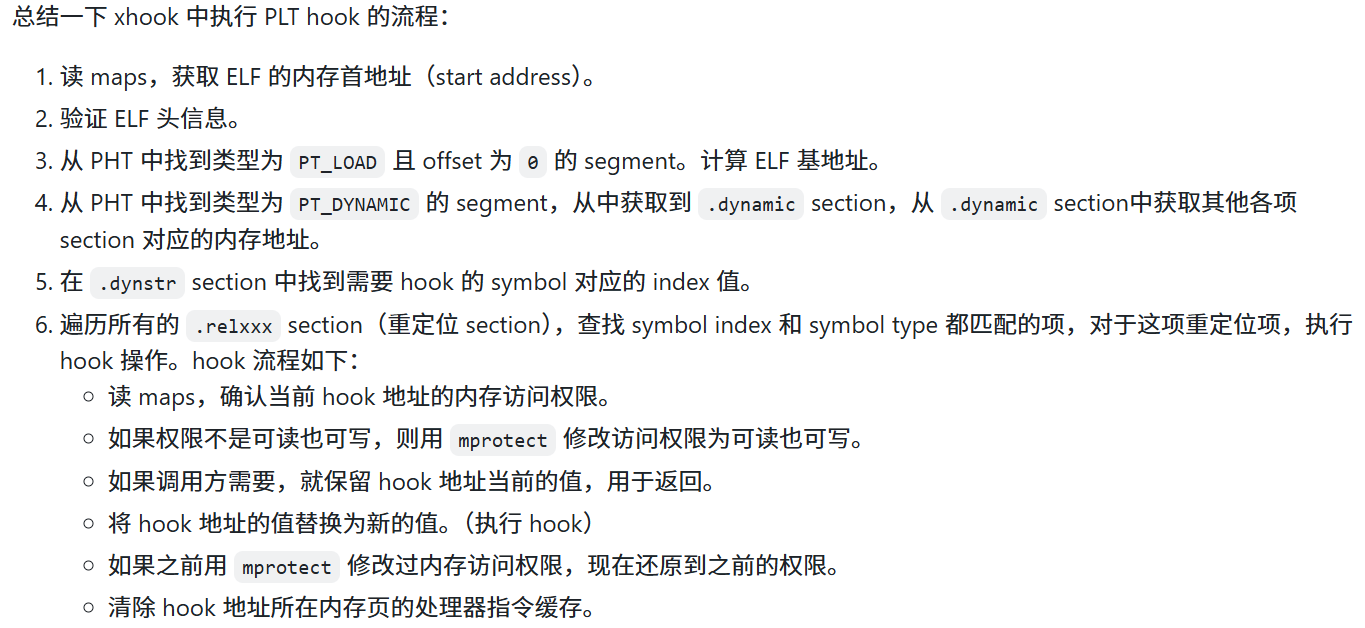 总结一下 xhook 中执行 PLT hook 的流程：
1. 读 maps，获取 ELF 的内存首地址（start address）。
2. 验证 ELF 头信息。
3. 从 PHT 中找到类型为 PT_LOAD 且 offset 为 0 的 segment。计算 ELF 基地址。
4. 从 PHT 中找到类型为 PT_DYNAMIC 的 segment，从中获取到 .dynamic section，从 .dynamic section中获取其他各项
section 对应的内存地址。
5. 在 .dynstr section 中找到需要 hook 的 symbol 对应的 index 值。
6. 遍历所有的 .relxxx section（重定位 section），查找 symbol index 和 symbol type 都匹配的项，对于这项重定位项，执行
hook 操作。hook 流程如下：
○ 读 maps，确认当前 hook 地址的内存访问权限。
○ 如果权限不是可读也可写，则用 mprotect 修改访问权限为可读也可写。
○ 如果调用方需要，就保留 hook 地址当前的值，用于返回。
○ 将 hook 地址的值替换为新的值。（执行 hook）
○ 如果之前用 mprotect 修改过内存访问权限，现在还原到之前的权限。
○ 清除 hook 地址所在内存页的处理器指令缓存。